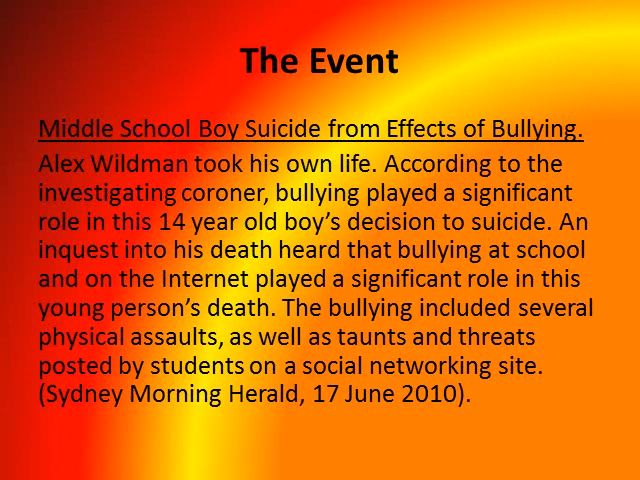 The Event
Middle School Boy Suicide from Effects of Bullying.
Alex Wildman took his own life. According to the
investigating coroner, bullying played a significant
role in this 14 year old boy’s decision to suicide. An
inquest into his death heard that bullying at school
and on the Internet played a significant role in this
young person’s death. The bullying included several
physical assaults, as well as taunts and threats
posted by students on a social networking site.
(Sydney Morning Herald, 17 June 2010).